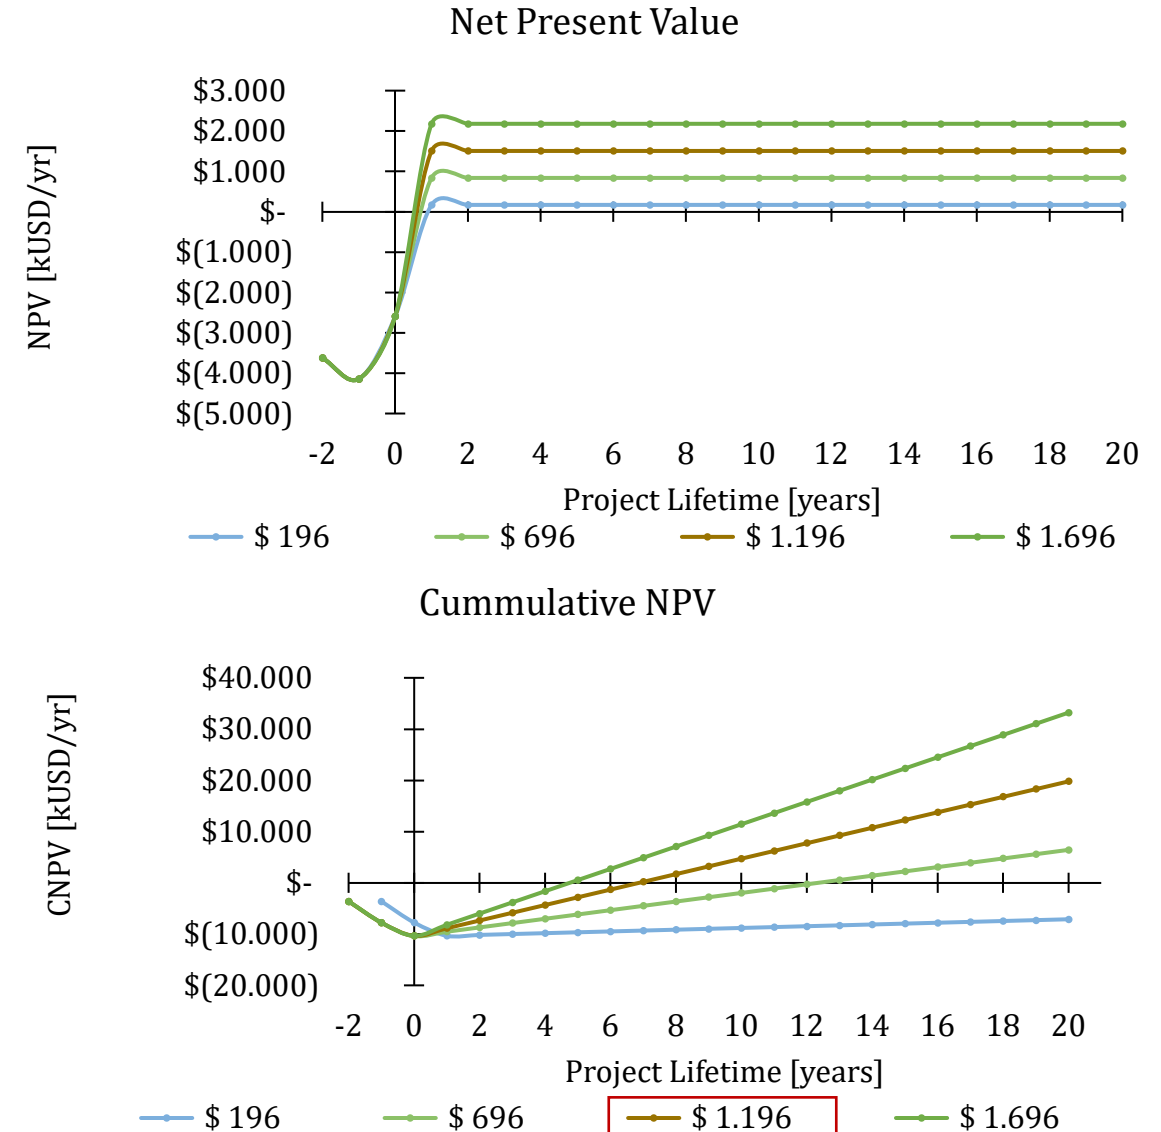 Net Present Value
NPV [kUSD/yr]
$3.000
$2.000
$1.000
$-
$(1.000)
$(2.000)
$(3.000)
$(4.000)
$(5.000)
-2 0 2 4 6 8 10 12 14 16 18 20
Project Lifetime [years]
$ 196 $ 696 $ 1.196 $ 1.696
Cummulative NPV
CNPV [kUSD/yr]
$40.000
$30.000
$20.000
$10.000
$-
$(10.000)
$(20.000)
-2 0 2 4 6 8 10 12 14 16 18 20
Project Lifetime [years]
$ 196 $ 696 $ 1.196 $ 1.696